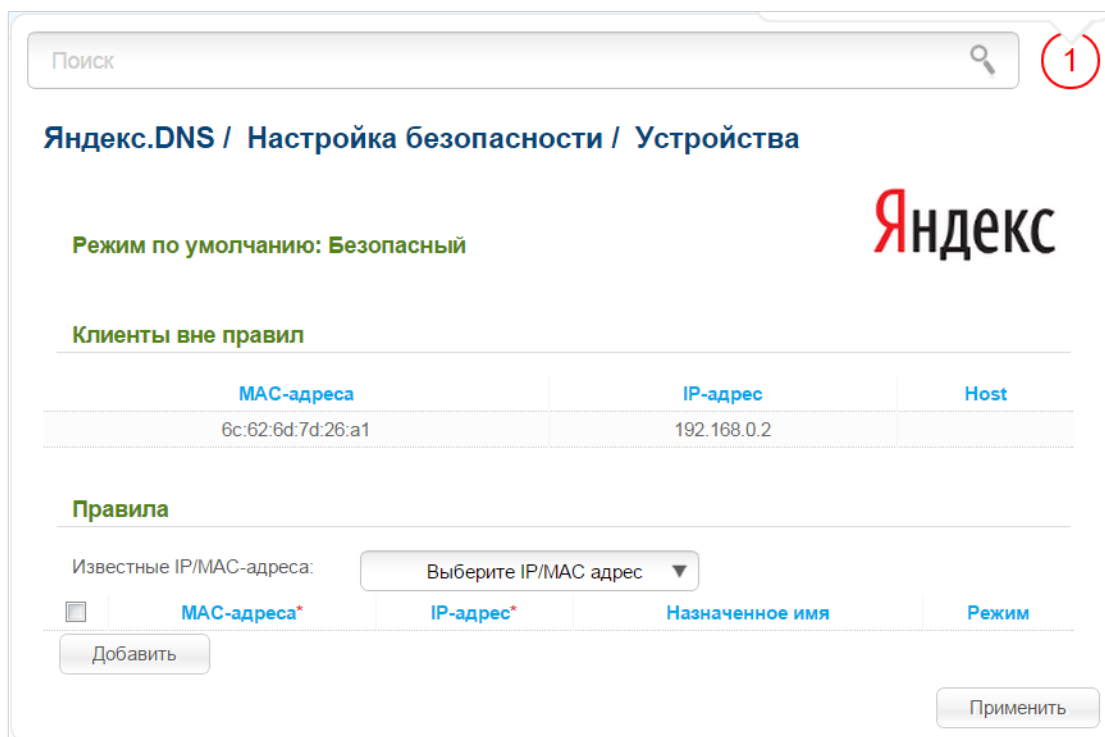 Поиск
1
Яндекс.DNS / Настройка безопасности / Устройства
Яндекс
Режим по умолчанию: Безопасный
Клиенты вне правил
MAC-адреса IP-адрес Host
6c:62:6d:7d:26:a1 192.168.0.2
Правила
Известные IP/MAC-адреса: Выберите IP/MAC адрес
MAC-адреса* IP-адрес* Назначенное имя Режим
Добавить
Применить